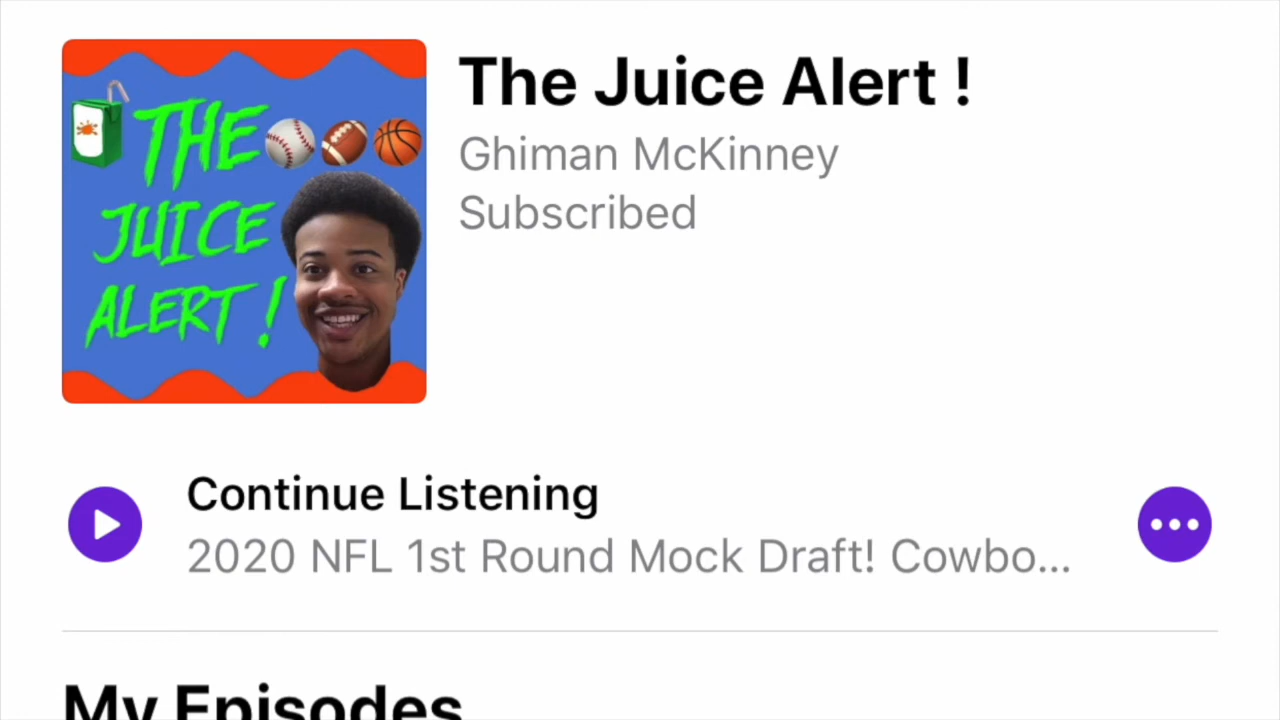 THE
JUICE
ALERT !
The Juice Alert !
Ghiman McKinney
Subscribed
Continue Listening
2020 NFL 1st Round Mock Draft! Cowbo...
My Episodes